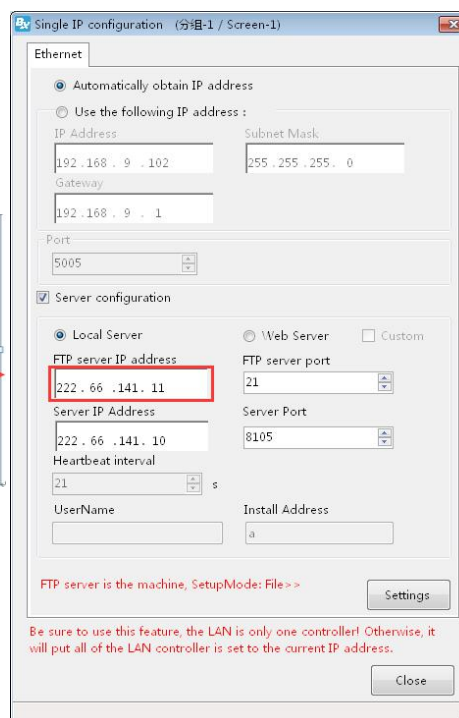 BX Single IP configuration (分组-1 / Screen-1)
Ethernet
Automatically obtain IP address
Use the following IP address :
IP Address Subnet Mask
192 .168 . 9 . 102 255 .255 .255 . 0
Gateway
192 .168 . 9 . 1
Port
5005
Server configuration
Local Server Web Server Custom
FTP server IP address FTP server port
222 . 66 .141. 11 21
Server IP Address Server Port
222 . 66 .141. 10 8105
Heartbeat interval
21 s
UserName Install Address
a
FTP server is the machine, SetupMode: File>>
Settings
Be sure to use this feature, the LAN is only one controller! Otherwise, it
will put all of the LAN controller is set to the current IP address.
Close